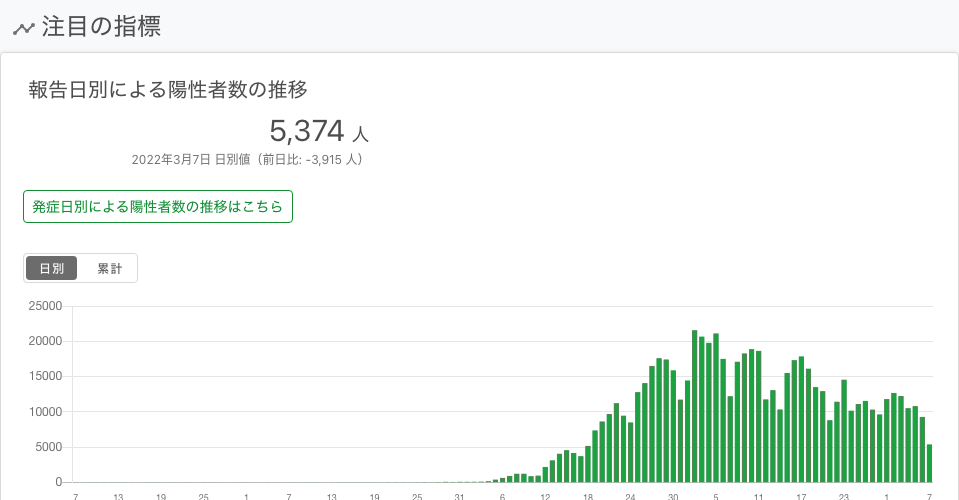 注目の指標
報告日別による陽性者数の推移
5,374 人
2022年3月7日 日別値（前日比: -3,915 人）
発症日別による陽性者数の推移はこちら
日別 累計
25000
20000
15000
10000
5000
0
7 13 19 25 1 7 13 19 25 31 6 12 18 24 30 5 11 17 23 1 7